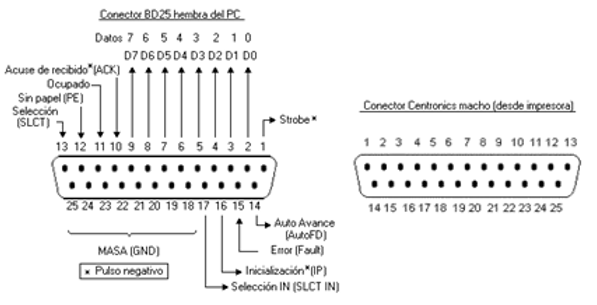 Conector BD25 hembra del PC
Datos 7 6 5 4 3 2 1 0
D7 D6 D5 D4 D3 D2 D1 D0
Acuse de recibido*(ACK)
Ocupado
Sin papel (PE)
Selección
(SLCT)
Strobe*
13 12 11 10 9 8 7 6 5 4 3 2 1
25 24 23 22 21 20 19 18 17 16 15 14
Auto Avance
(AutoFD)
MASA (GND)
Error (Fault)
* Pulso negativo
Inicialización*(IP)
Selección IN (SLCT IN)
Conector Centronics macho (desde impresora)
1 2 3 4 5 6 7 8 9 10 11 12 13
14 15 16 17 18 19 20 21 22 23 24 25